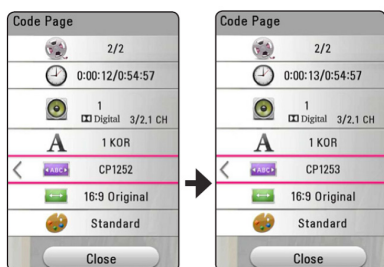 Code Page
2/2
0:00:12/0:54:57
1
Digital 3/2,1 CH
A 1 KOR
ABC CP1252
16:9 Original
Standard
Close
Code Page
2/2
0:00:13/0:54:57
1
Digital 3/2,1 CH
A 1 KOR
ABC CP1253
16:9 Original
Standard
Close